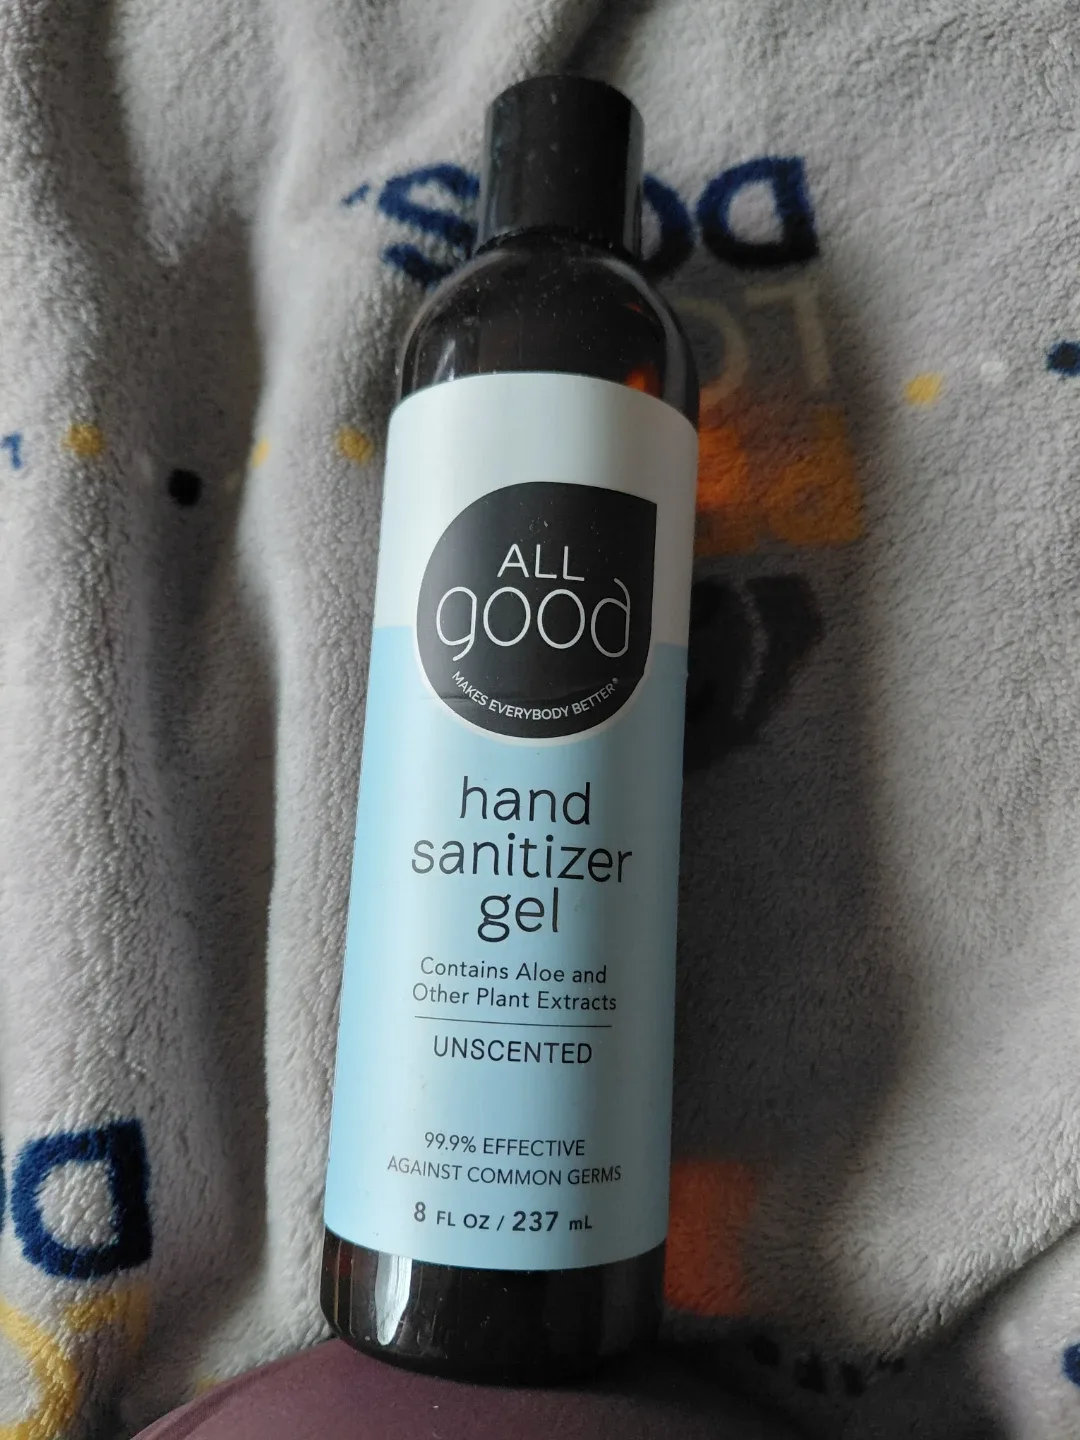 ALL
good
MAKES EVERYBODY BETTER®
hand
sanitizer
gel
Contains Aloe and
Other Plant Extracts
UNSCENTED
99.9% EFFECTIVE
AGAINST COMMON GERMS
8 FL OZ / 237 mL